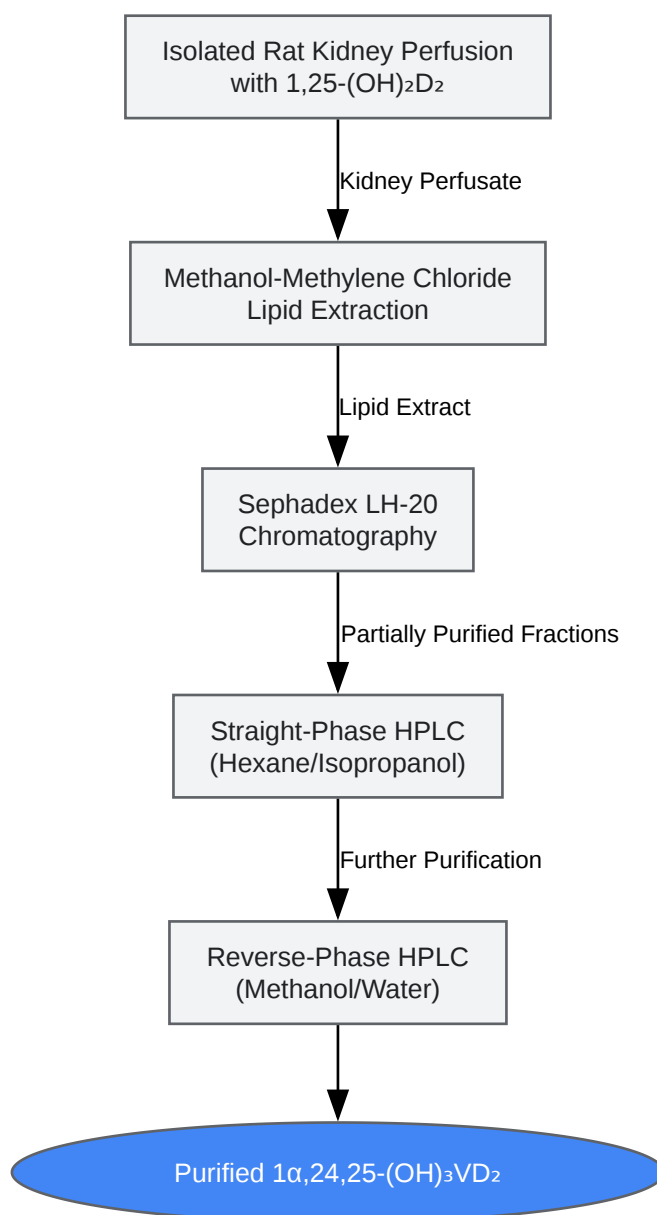 Isolated Rat Kidney Perfusion
with 1,25-(OH)₂D₂
Kidney Perfusate
Methanol-Methylene Chloride
Lipid Extraction
Lipid Extract
Sephadex LH-20
Chromatography
Partially Purified Fractions
Straight-Phase HPLC
(Hexane/Isopropanol)
Further Purification
Reverse-Phase HPLC
(Methanol/Water)
Purified 1α,24,25-(OH)₃VD₂